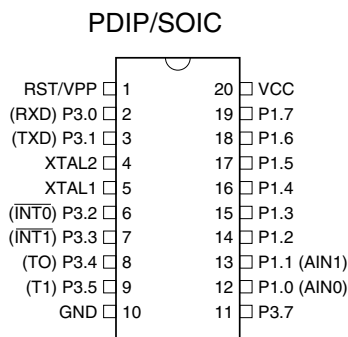 PDIP/SOIC
RST/VPP 1 20 VCC
(RXD) P3.0 2 19 P1.7
(TXD) P3.1 3 18 P1.6
XTAL2 4 17 P1.5
XTAL1 5 16 P1.4
(INT0) P3.2 6 15 P1.3
(INT1) P3.3 7 14 P1.2
(TO) P3.4 8 13 P1.1 (AIN1)
(T1) P3.5 9 12 P1.0 (AIN0)
GND 10 11 P3.7